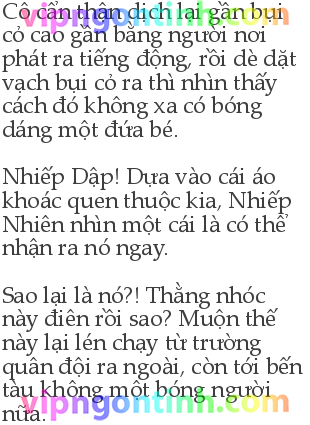 Cô cẩn thận dịch lại gần bụi
cỏ cao gần bằng người nơi
phát ra tiếng động, rồi dè dặt
vạch bụi cỏ ra thì nhìn thấy
cách đó không xa có bóng
dáng một đứa bé.
Nhiếp Dập! Dựa vào cái áo
khoác quen thuộc kia, Nhiếp
Nhiên nhìn một cái là có thể
nhận ra nó ngay.
Sao lại là nó?! Thằng nhóc
này điên rồi sao? Muộn thế
này lại lén chạy từ trường
quân đội ra ngoài, còn tới bến
tàu không một bóng người
nữa.
vipngontinh.com
vipngontinh.com